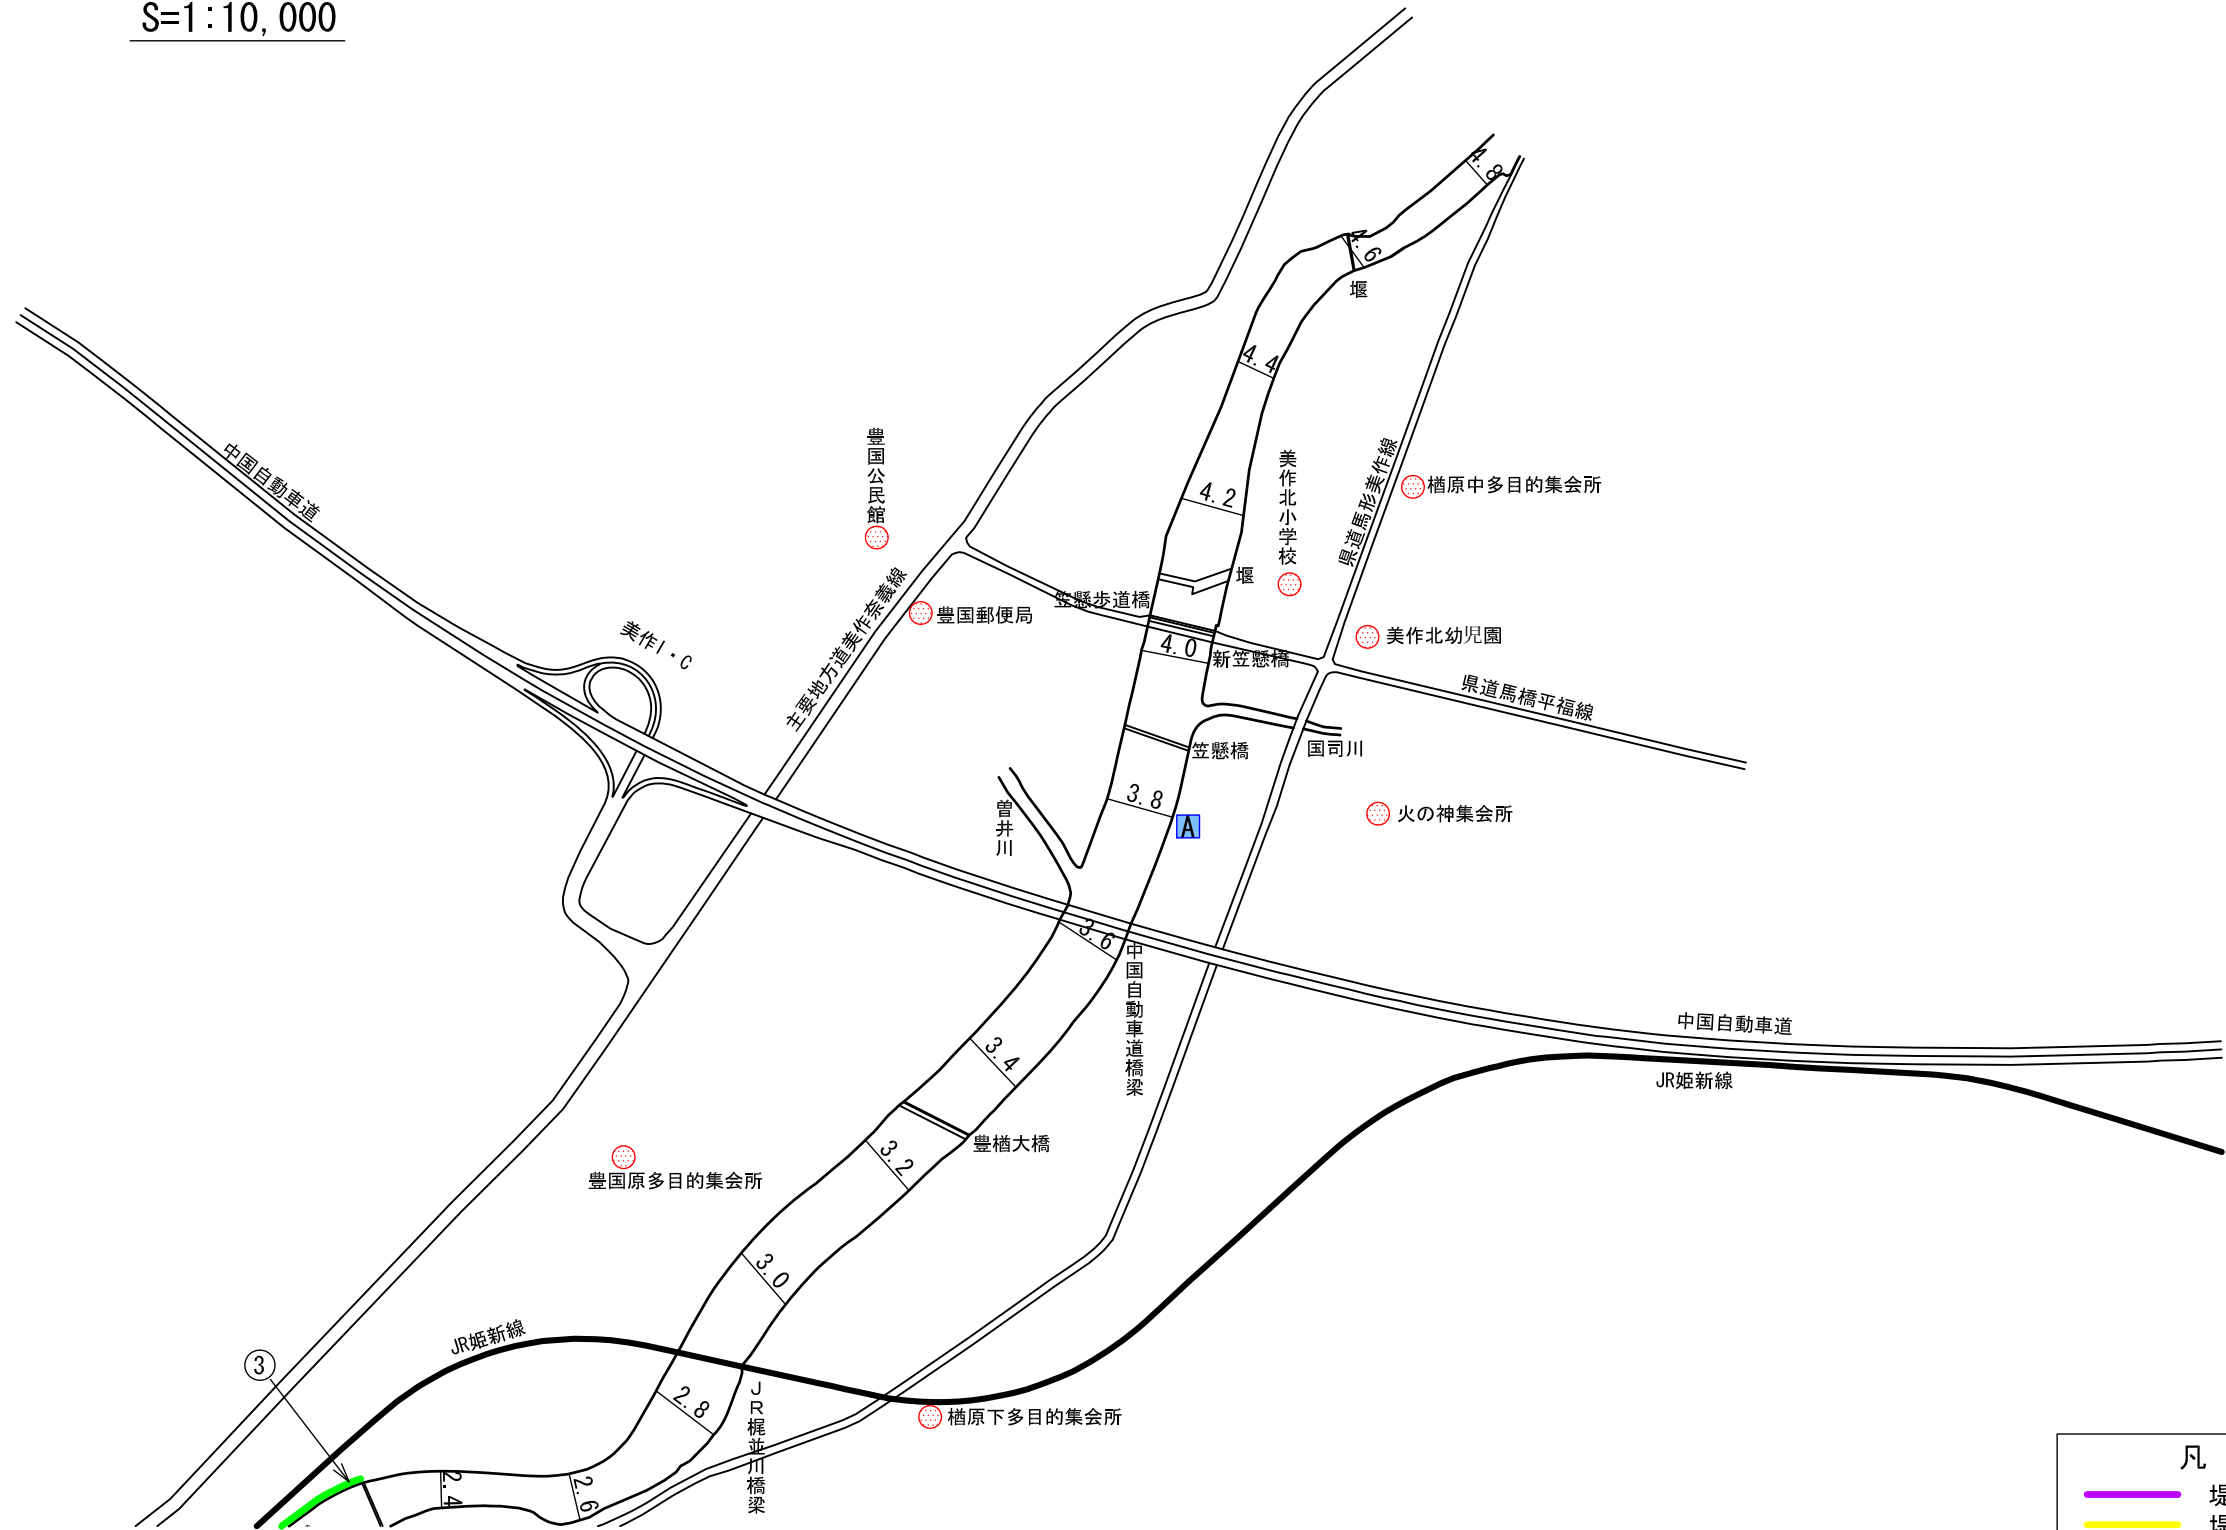 S=1:10,000
4.8
4.6
堰
4.4
中国自動車道
豊国公民館
美作北小学校
県道馬形美作線
楢原中多目的集会所
4.2
堰
笠懸歩道橋
豊国郵便局
主要地方道美作奈義線
美作I・C
4.0
新笠懸橋
美作北幼児園
県道馬橋平福線
笠懸橋
国司川
3.8
A
曽井川
火の神集会所
3.6
中国自動車道橋梁
中国自動車道
JR姫新線
3.4
豊楢大橋
3.2
豊国原多目的集会所
3.0
JR姫新線
③
2.8
JR梶並川橋梁
楢原下多目的集会所
2.4
2.6
凡
堤